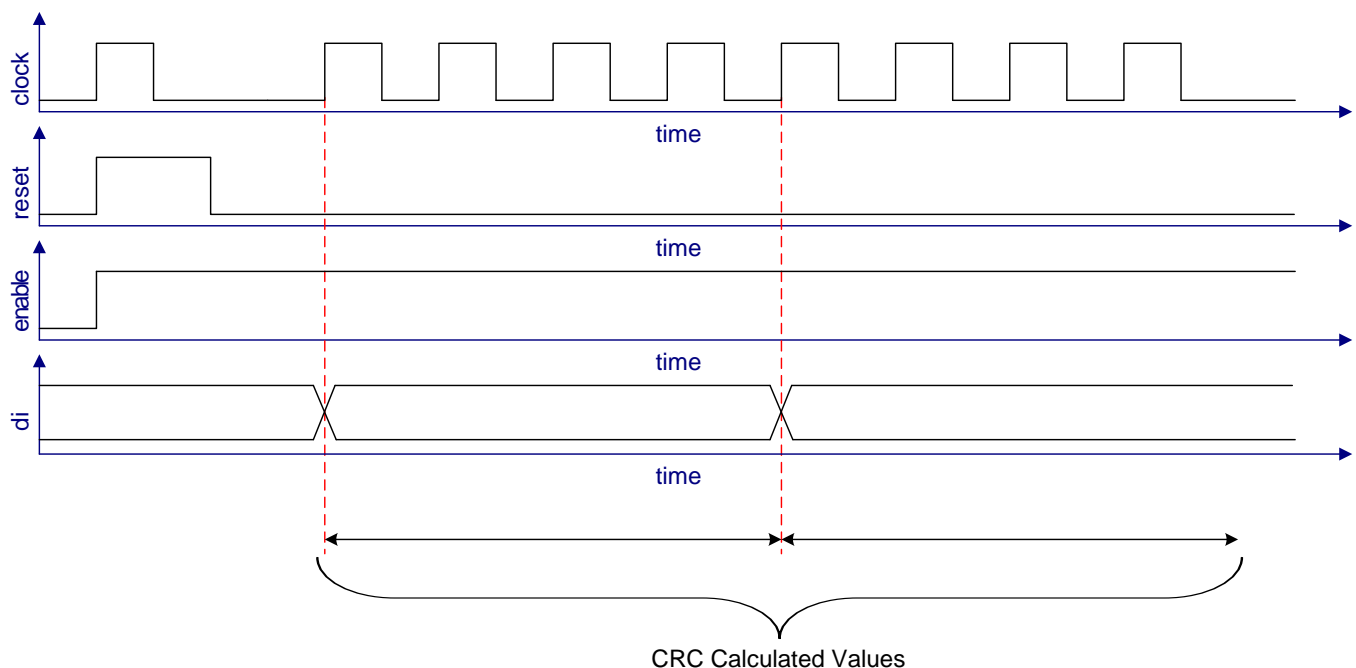 clock
time
reset
time
enable
time
di
time
CRC Calculated Values